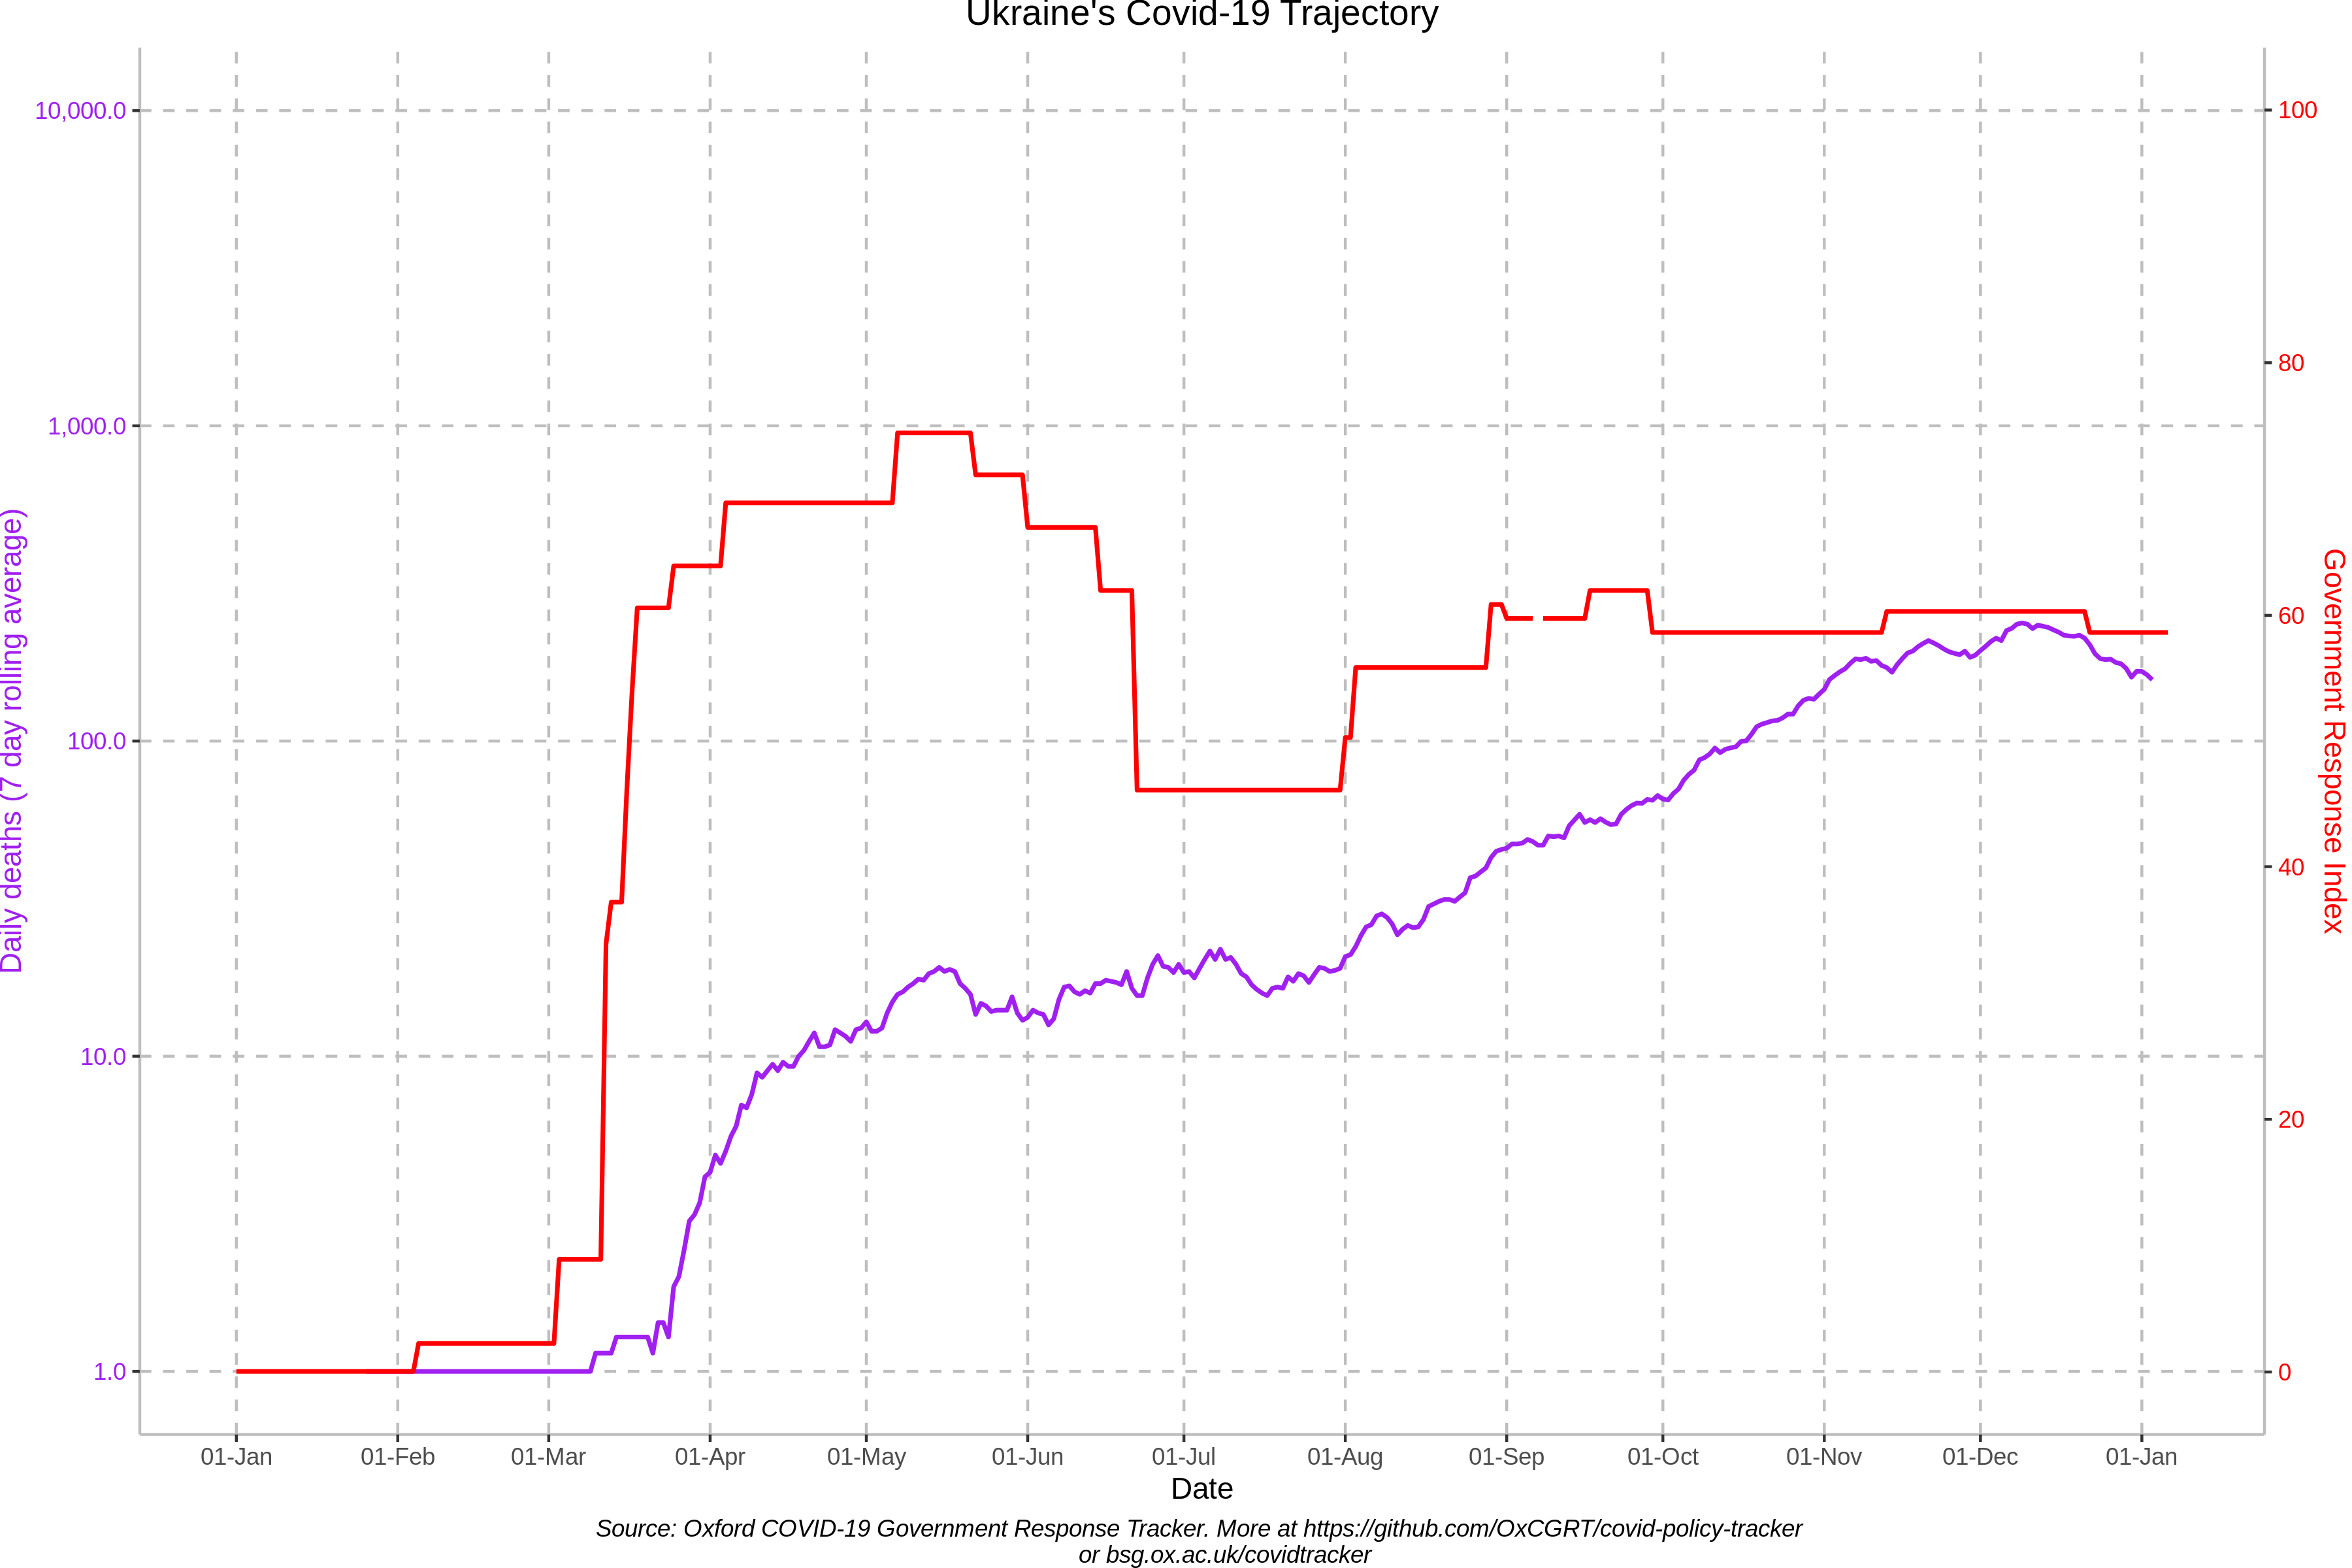 Ukraine's Covid-19 Trajectory
10,000.0
1,000.0
100.0
10.0
1.0
Daily deaths (7 day rolling average)
100
80
60
40
20
0
Government Response Index
01-Jan 01-Feb 01-Mar 01-Apr 01-May 01-Jun 01-Jul 01-Aug 01-Sep 01-Oct 01-Nov 01-Dec 01-Jan
Date
Source: Oxford COVID-19 Government Response Tracker. More at https://github.com/OxCGRT/covid-policy-tracker
or bsg.ox.ac.uk/covidtracker